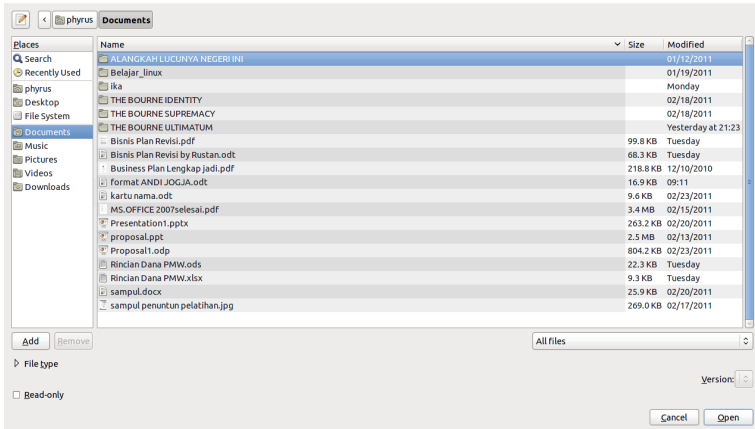 phyrus Documents
Places
Search
Recently Used
phyrus
Desktop
File System
Documents
Music
Pictures
Videos
Downloads
Name Size Modified
ALANGKAH LUCUNYA NEGERI INI 01/12/2011
Belajar_linux 01/19/2011
ika Monday
THE BOURNE IDENTITY 02/18/2011
THE BOURNE SUPREMACY 02/18/2011
THE BOURNE ULTIMATUM Yesterday at 21:23
Bisnis Plan Revisi.pdf 99.8 KB Tuesday
Bisnis Plan Revisi by Rustan.odt 68.3 KB Tuesday
Business Plan Lengkap jadi.pdf 218.8 KB 12/10/2010
format ANDI JOGJA.odt 16.9 KB 09:11
kartu nama.odt 9.6 KB 02/23/2011
MS.OFFICE 2007selesai.pdf 3.4 MB 02/15/2011
Presentation1.pptx 263.2 KB 02/20/2011
proposal.ppt 2.5 MB 02/13/2011
Proposal1.odp 804.2 KB 02/23/2011
Rincian Dana PMW.ods 22.3 KB Tuesday
Rincian Dana PMW.xlsx 9.3 KB Tuesday
sampul.docx 25.9 KB 02/20/2011
sampul penuntun pelatihan.jpg 269.0 KB 02/17/2011
Add Remove All files
File type
Version:
Read-only
Cancel Open